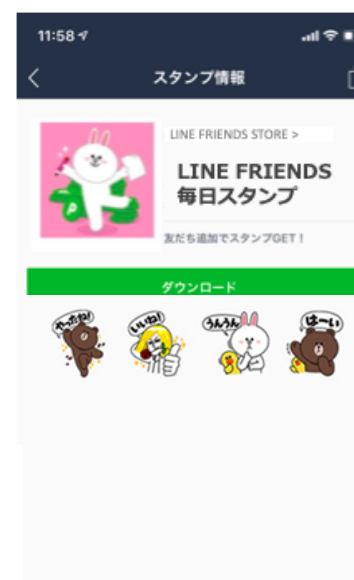 11:58
スタンプ情報
LINE FRIENDS STORE >
LINE FRIENDS
毎日スタンプ
友だち追加でスタンプGET！
ダウンロード
やったね!
いいね!
うんうん
はーい